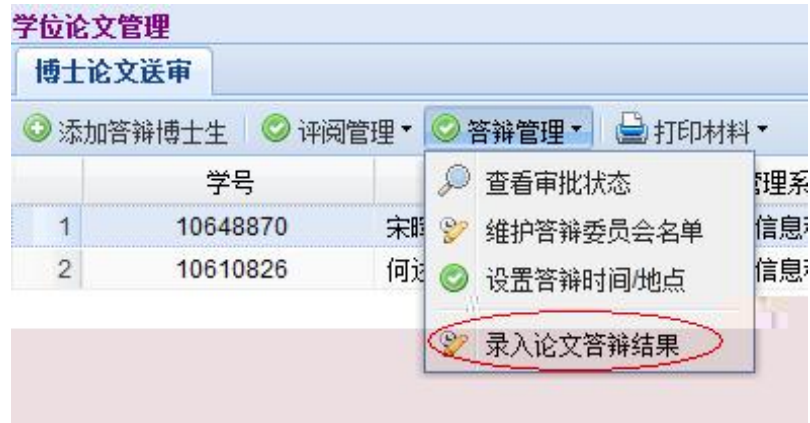 学位论文管理
博士论文送审
添加答辩博士生 评阅管理 答辩管理 打印材料
学号
查看审批状态
管理系
1 10648870
维护答辩委员会名单
信息
2 10610826 何
设置答辩时间/地点
信息
录入论文答辩结果